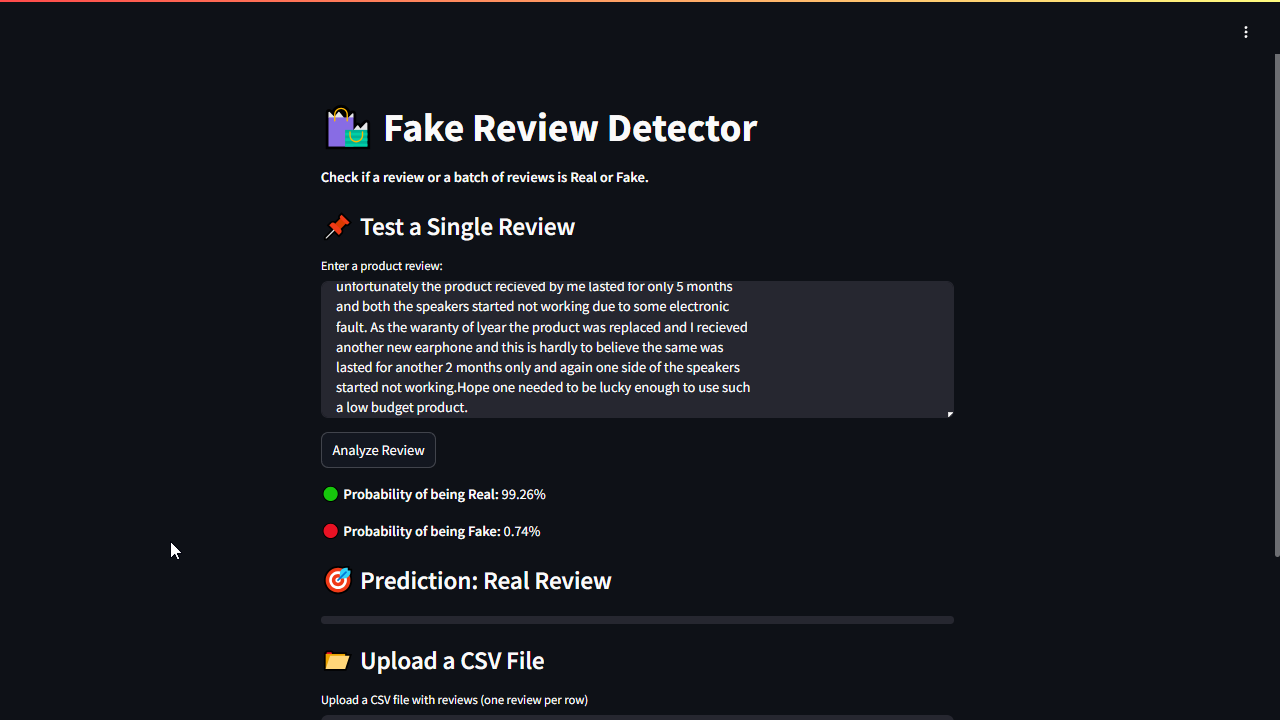 Fake Review Detector
Check if a review or a batch of reviews is Real or Fake.
Test a Single Review
Enter a product review:
unfortunately the product recieved by me lasted for only 5 months
and both the speakers started not working due to some electronic
fault. As the waranty of lyear the product was replaced and I recieved
another new earphone and this is hardly to believe the same was
lasted for another 2 months only and again one side of the speakers
started not working.Hope one needed to be lucky enough to use such
a low budget product.
Analyze Review
Probability of being Real: 99.26%
Probability of being Fake: 0.74%
Prediction: Real Review
Upload a CSV File
Upload a CSV file with reviews (one review per row)